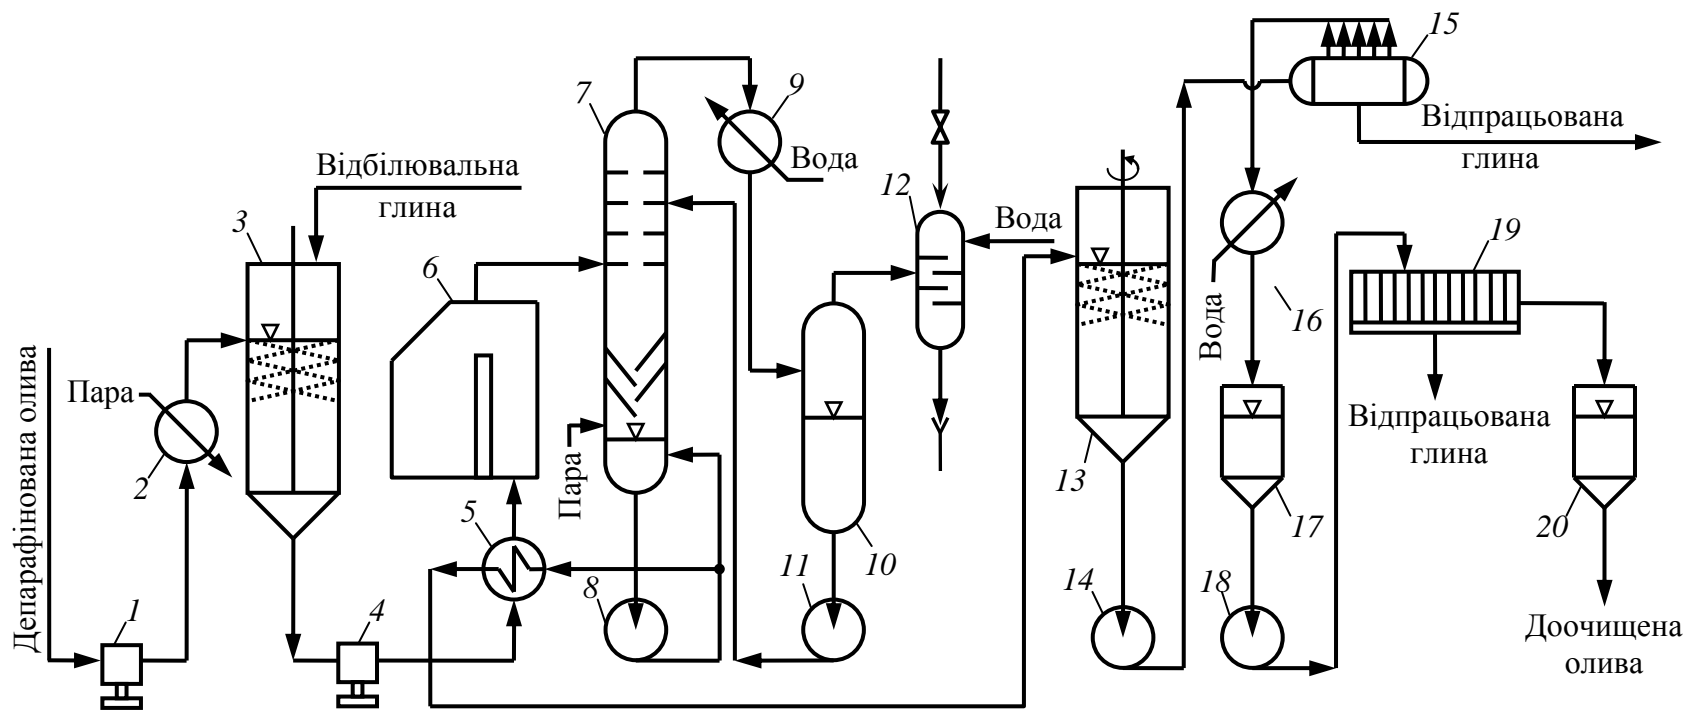 15
7
9
Відпрацьована
глина
Вода
Відбілювальна
глина
12
Вода
3
6
19
16
Вода
Депарафінована олива
Пара
2
Пара
5
10
11
13
17
Відпрацьована
глина
20
1
4
8
14
18
Доочищена
олива